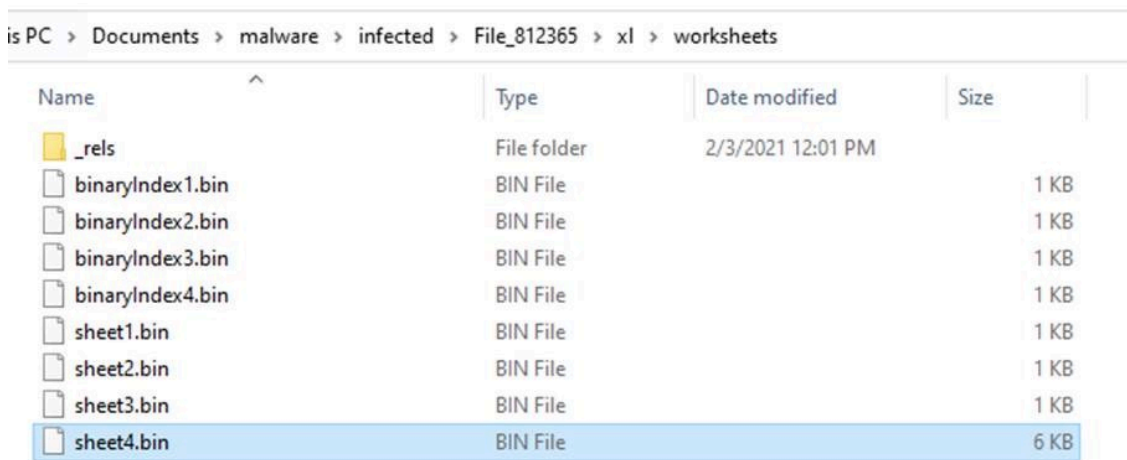 is PC > Documents > malware > infected > File_812365 > xl > worksheets
Name Type Date modified Size
_rels File folder 2/3/2021 12:01 PM
binaryIndex1.bin BIN File 1 KB
binaryIndex2.bin BIN File 1 KB
binaryIndex3.bin BIN File 1 KB
binaryIndex4.bin BIN File 1 KB
sheet1.bin BIN File 1 KB
sheet2.bin BIN File 1 KB
sheet3.bin BIN File 1 KB
sheet4.bin BIN File 6 KB